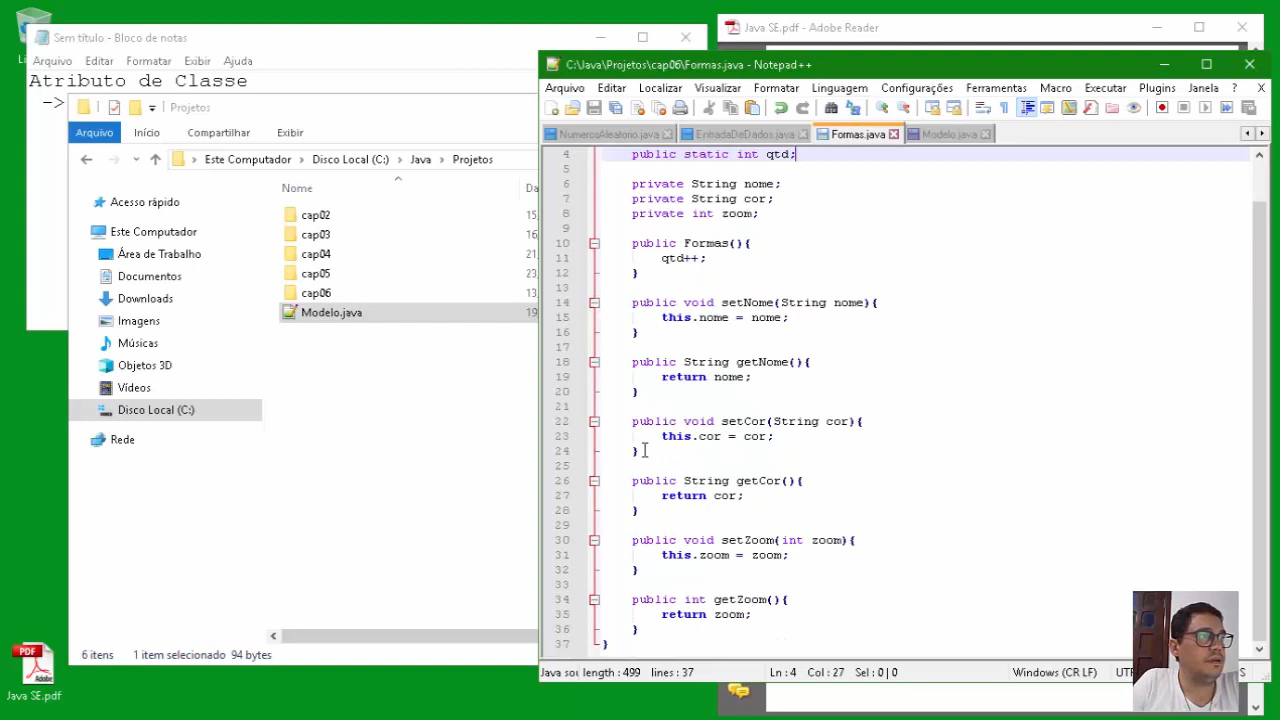 Sem título - Bloco de notas
Arquivo Editar Formatar Exibir Ajuda
Atributo de Classe
->
Projetos
Arquivo Início Compartilhar Exibir
Este Computador > Disco Local (C:) > Java > Projetos
Nome
Acesso rápido
Este Computador
Área de Trabalho
Documentos
Downloads
Imagens
Músicas
Objetos 3D
Vídeos
Disco Local (C:)
Rede
cap02 15,
cap03 16,
cap04 21,
cap05 23,
cap06 13,
Modelo.java 19,
6 itens 1 item selecionado 94 bytes
PDF
Java SE.pdf
Java SE.pdf - Adobe Reader
C:\Java\Projetos\cap06\Formas.java - Notepad++
Arquivo Editar Localizar Visualizar Formatar Linguagem Configurações Ferramentas Macro Executar Plugins Janela ? X
NumerosAleatorio.java EntradaDeDados.java Formas.java Modelo.java
4 public static int qtd;
5
6 private String nome;
7 private String cor;
8 private int zoom;
9
10 public Formas(){
11 qtd++;
12 }
13
14 public void setNome(String nome){
15 this.nome = nome;
16 }
17
18 public String getNome(){
19 return nome;
20 }
21
22 public void setCor(String cor){
23 this.cor = cor;
24 }
25
26 public String getCor(){
27 return cor;
28 }
29
30 public void setZoom(int zoom){
31 this.zoom = zoom;
32 }
33
34 public int getZoom(){
35 return zoom;
36 }
37 }
Java sou length : 499 lines : 37 Ln : 4 Col : 27 Sel : 0 | 0 Windows (CR LF)